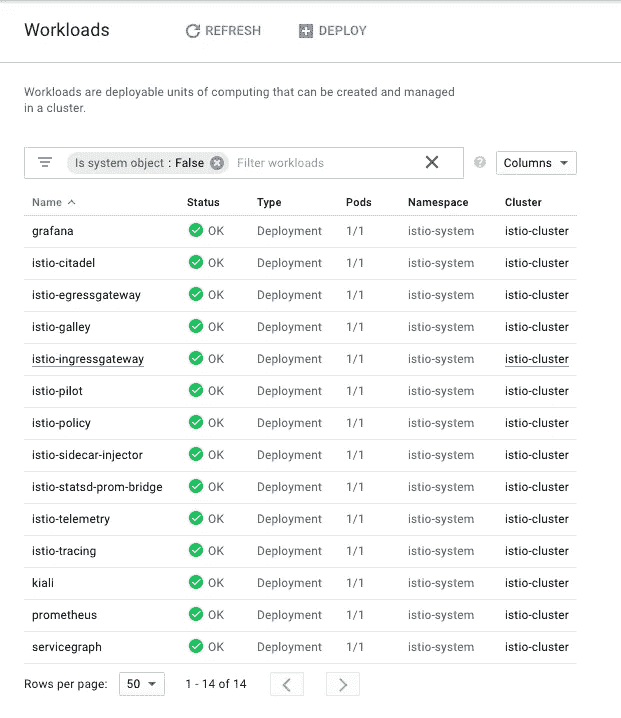 Workloads REFRESH DEPLOY
Workloads are deployable units of computing that can be created and managed
in a cluster.
Is system object : False Filter workloads ? Columns
Name Status Type Pods Namespace Cluster
grafana OK Deployment 1/1 istio-system istio-cluster
istio-citadel OK Deployment 1/1 istio-system istio-cluster
istio-egressgateway OK Deployment 1/1 istio-system istio-cluster
istio-galley OK Deployment 1/1 istio-system istio-cluster
istio-ingressgateway OK Deployment 1/1 istio-system istio-cluster
istio-pilot OK Deployment 1/1 istio-system istio-cluster
istio-policy OK Deployment 1/1 istio-system istio-cluster
istio-sidecar-injector OK Deployment 1/1 istio-system istio-cluster
istio-statsd-prom-bridge OK Deployment 1/1 istio-system istio-cluster
istio-telemetry OK Deployment 1/1 istio-system istio-cluster
istio-tracing OK Deployment 1/1 istio-system istio-cluster
kiali OK Deployment 1/1 istio-system istio-cluster
prometheus OK Deployment 1/1 istio-system istio-cluster
servicegraph OK Deployment 1/1 istio-system istio-cluster
Rows per page: 50 1 - 14 of 14